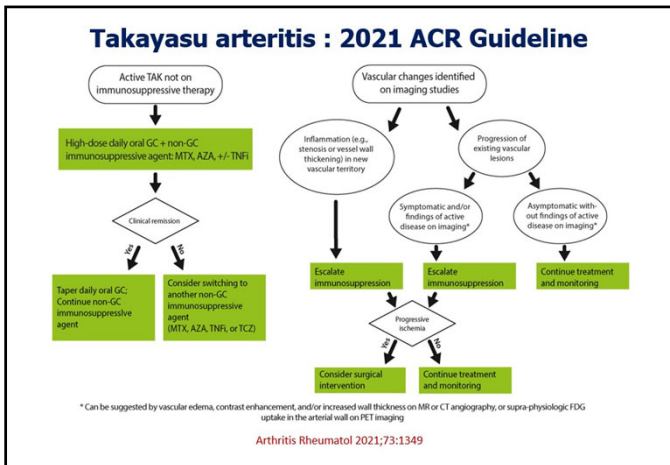 Takayasu arteritis : 2021 ACR Guideline
Active TAK not on
immunosuppressive therapy
High-dose daily oral GC + non-GC
immunosuppressive agent: MTX, AZA, +/- TNFi
Clinical remission
Yes
No
Taper daily oral GC;
Continue non-GC
immunosuppressive
agent
Consider switching to
another non-GC
immunosuppressive
agent
(MTX, AZA, TNFi, or TCZ)
Vascular changes identified
on imaging studies
Inflammation (e.g.,
stenosis or vessel wall
thickening) in new
vascular territory
Progression of
existing vascular
lesions
Symptomatic and/or
findings of active
disease on imaging*
Asymptomatic with-
out findings of active
disease on imaging*
Escalate
immunosuppression
Escalate
immunosuppression
Continue treatment
and monitoring
Progressive
ischemia
Yes
No
Consider surgical
intervention
Continue treatment
and monitoring
* Can be suggested by vascular edema, contrast enhancement, and/or increased wall thickness on MR or CT angiography, or supra-physiologic FDG
uptake in the arterial wall on PET imaging
Arthritis Rheumatol 2021;73:1349